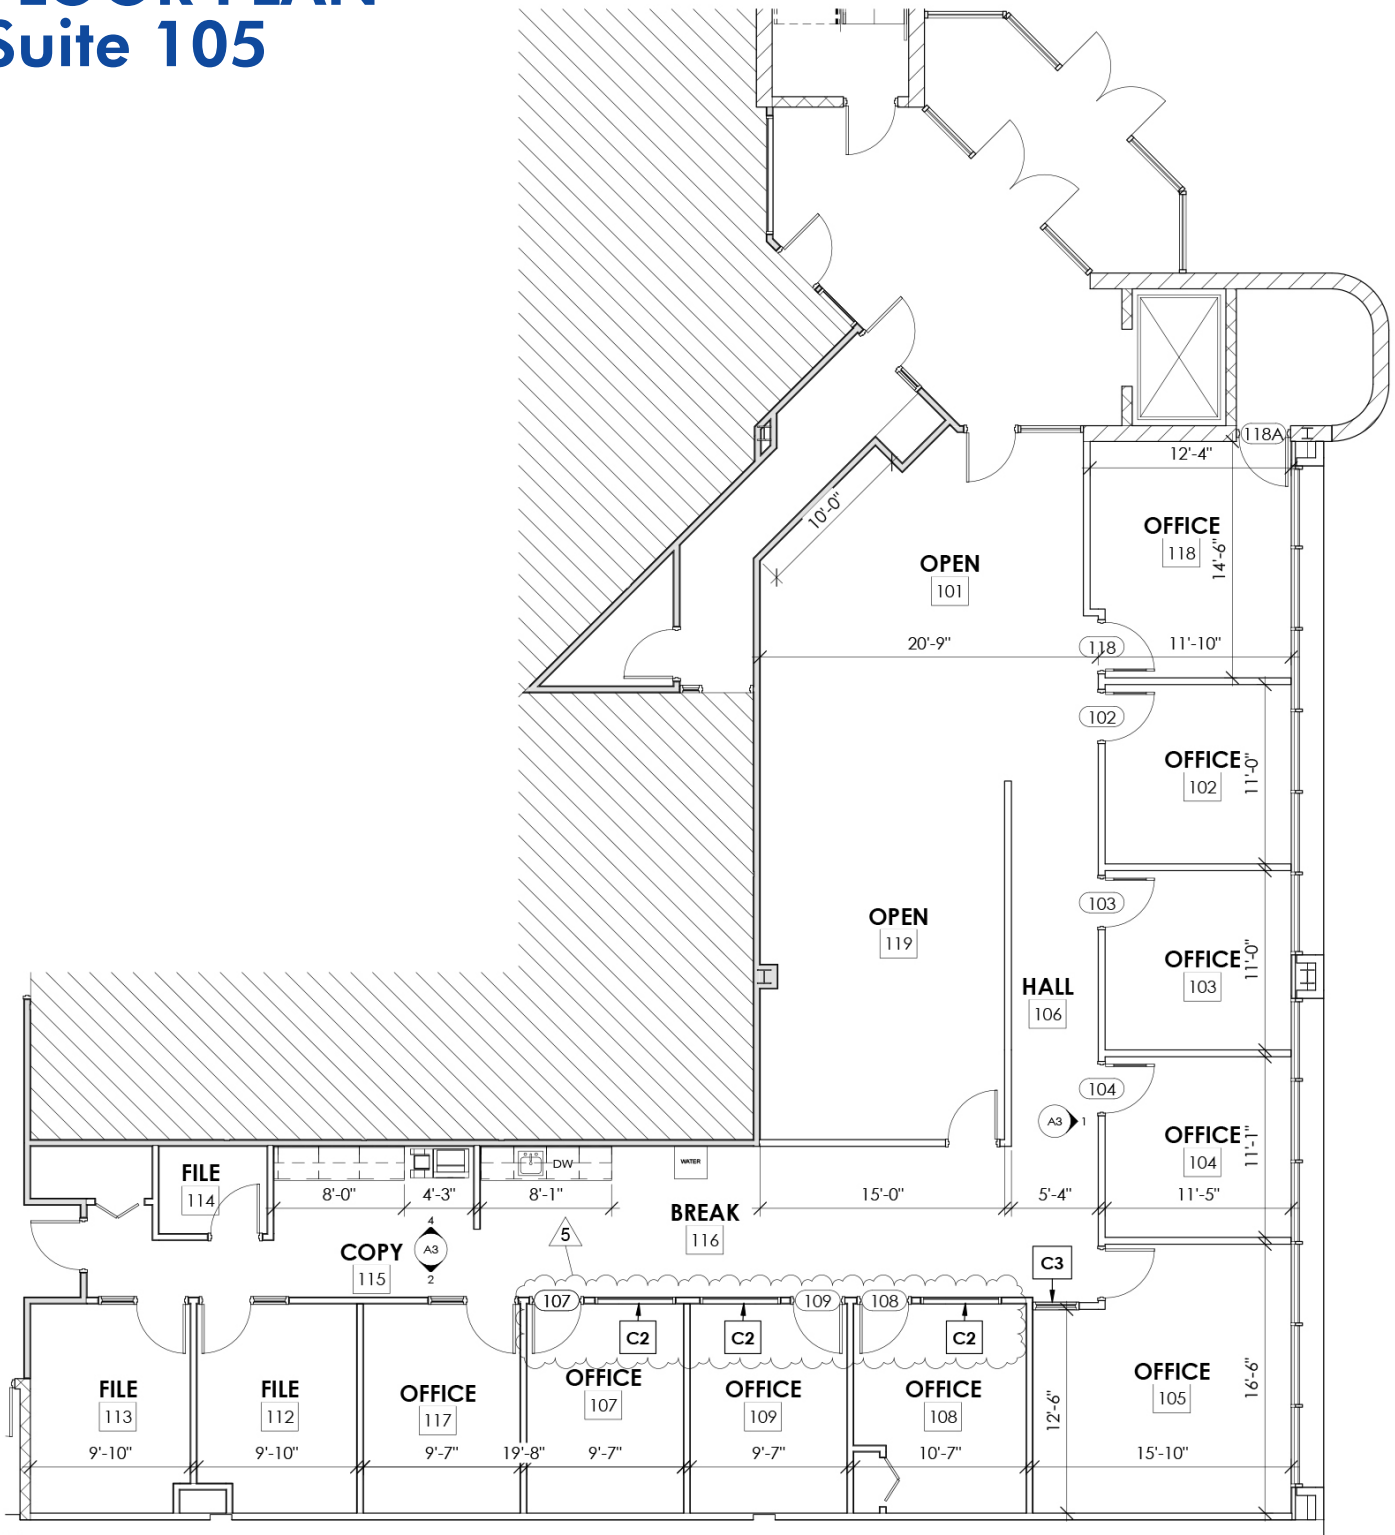 FLOOR PLAN
Suite 105
118A
12'-4"
OFFICE
118
14'-6"
10'-0"
OPEN
101
20'-9"
118
11'-10"
102
OFFICE
102
11'-0"
103
OPEN
119
OFFICE
103
11'-0"
HALL
106
104
A3
1
OFFICE
104
11'-1"
FILE
114
DW
WATER
8'-0"
4'-3"
8'-1"
15'-0"
5'-4"
11'-5"
BREAK
116
4
A3
2
COPY
115
5
C3
107
109
108
C2
C2
C2
FILE
113
FILE
112
OFFICE
117
OFFICE
107
OFFICE
109
OFFICE
108
OFFICE
105
12'-6"
16'-6"
9'-10"
9'-10"
9'-7"
19'-8"
9'-7"
9'-7"
10'-7"
15'-10"